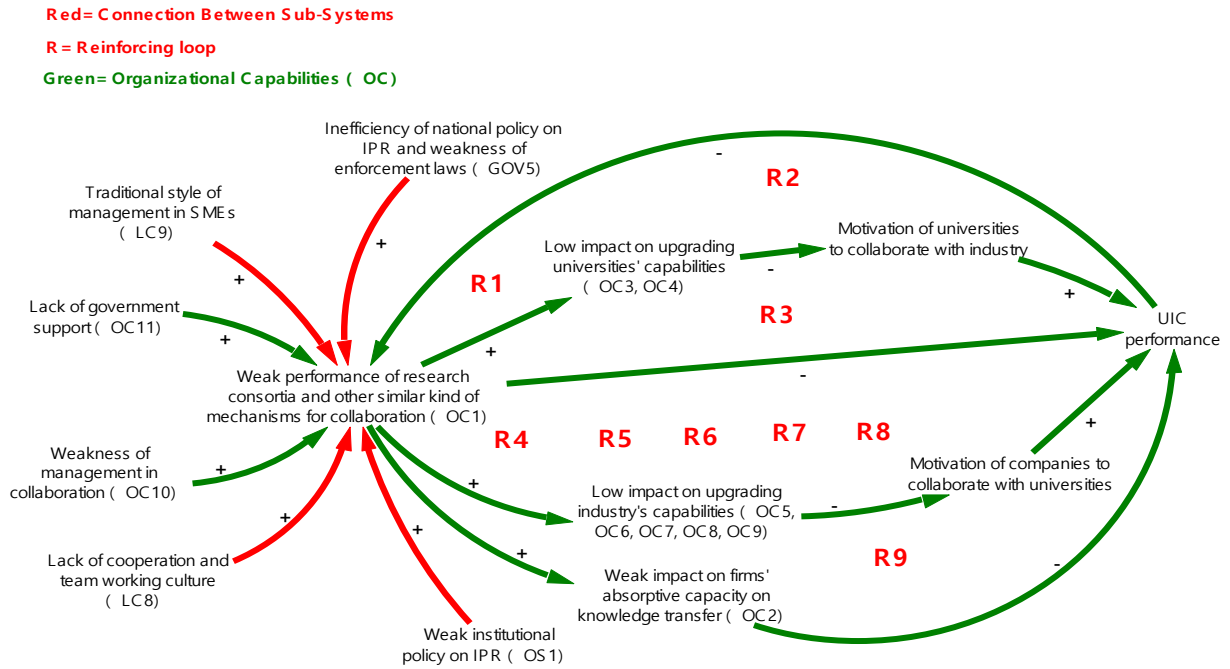 Red= Connection Between Sub-Systems
R= Reinforcing loop
Green= Organizational Capabilities ( OC)
Inefficiency of national policy on
IPR and weakness of
enforcement laws ( GOV5)
-
R2
Traditional style of
management in SMEs
( LC9)
+
Motivation of universities
to collaborate with industry
Low impact on upgrading
universities' capabilities
( OC3, OC4)
-
+
R1
+
Lack of government
support ( OC11)
+
R3
+
UIC
performance
-
Weak performance of research
consortia and other similar kind of
mechanisms for collaboration ( OC1)
R4
R5
R6
R7
R8
+
Weakness of
management in
collaboration ( OC10)
+
+
Motivation of companies to
collaborate with universities
Low impact on upgrading
industry's capabilities ( OC5,
OC6, OC7, OC8, OC9)
-
+
+
+
R9
-
Lack of cooperation and
team working culture
( LC8)
Weak impact on firms'
absorptive capacity on
knowledge transfer ( OC2)
Weak institutional
policy on IPR ( OS1)